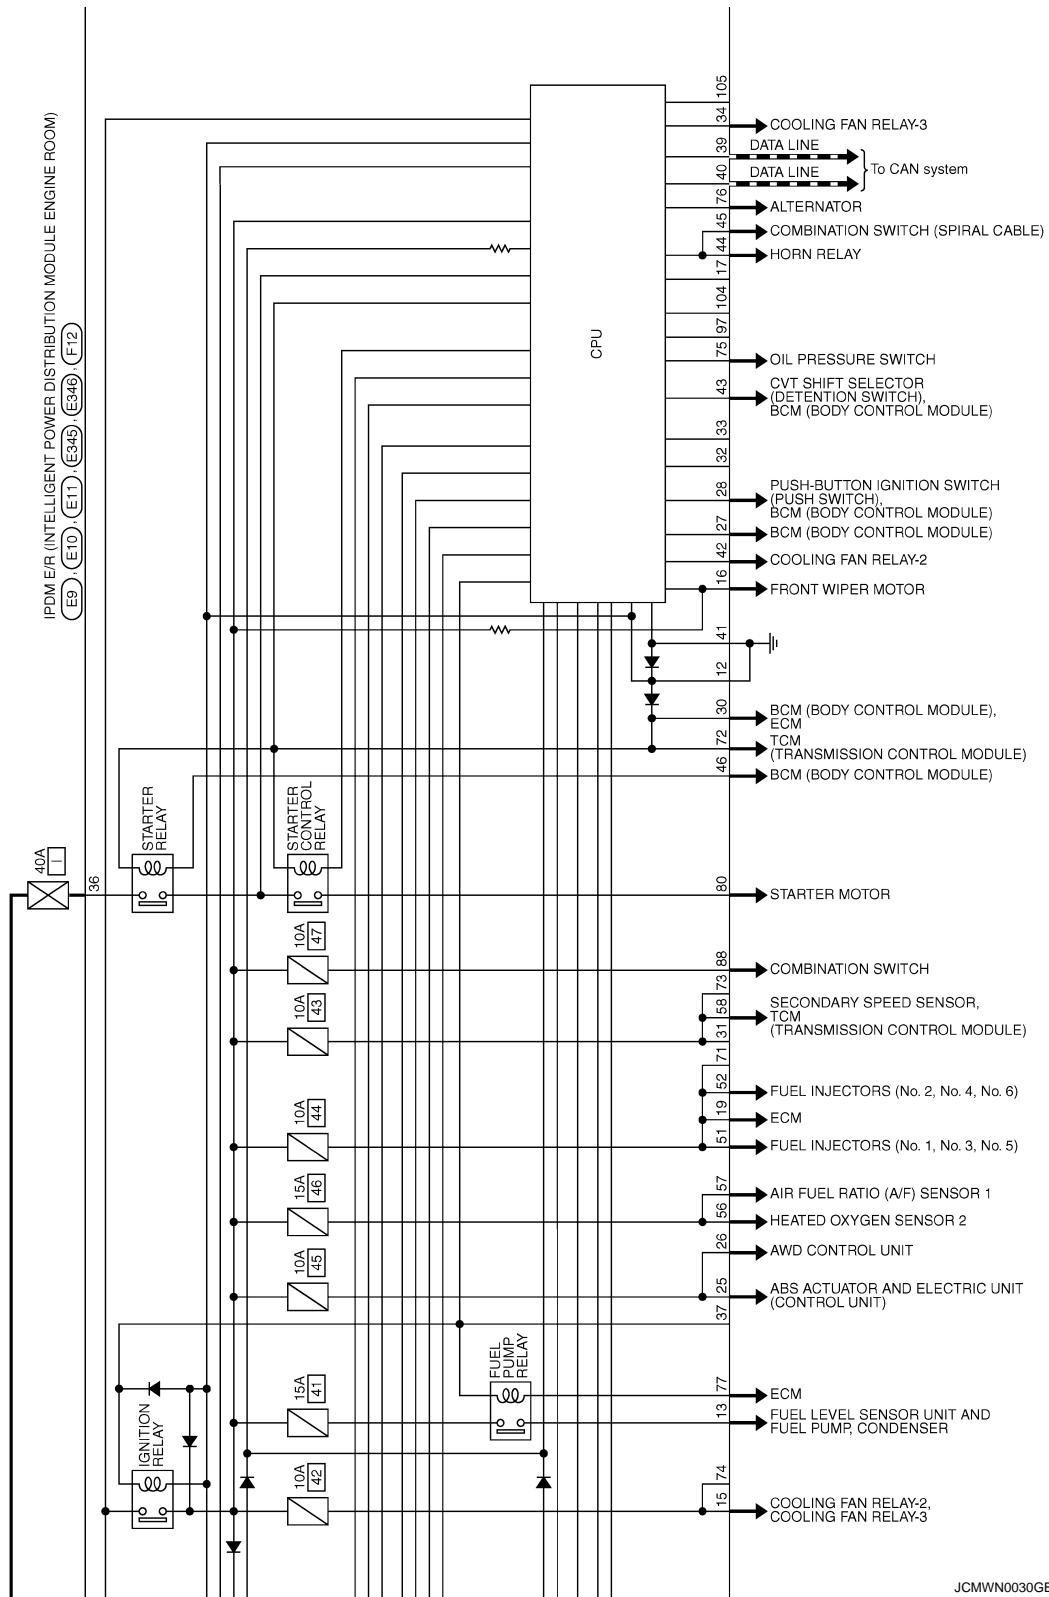 IPDM E/R (INTELLIGENT POWER DISTRIBUTION MODULE ENGINE ROOM)
E9 , E10 , E11 , E345 , E346 , F12
CPU
105
34
COOLING FAN RELAY-3
39
DATA LINE
40
DATA LINE
To CAN system
76
ALTERNATOR
45
COMBINATION SWITCH (SPIRAL CABLE)
44
HORN RELAY
17
104
97
75
OIL PRESSURE SWITCH
43
CVT SHIFT SELECTOR
(DETENTION SWITCH),
BCM (BODY CONTROL MODULE)
33
32
28
PUSH-BUTTON IGNITION SWITCH
(PUSH SWITCH),
BCM (BODY CONTROL MODULE)
27
BCM (BODY CONTROL MODULE)
42
COOLING FAN RELAY-2
16
FRONT WIPER MOTOR
41
12
30
BCM (BODY CONTROL MODULE),
ECM
72
TCM
(TRANSMISSION CONTROL MODULE)
46
BCM (BODY CONTROL MODULE)
STARTER
RELAY
STARTER
CONTROL
RELAY
40A
I
36
80
STARTER MOTOR
10A
47
88
COMBINATION SWITCH
10A
43
73
58
31
SECONDARY SPEED SENSOR,
TCM
(TRANSMISSION CONTROL MODULE)
71
10A
44
52
FUEL INJECTORS (No. 2, No. 4, No. 6)
19
ECM
51
FUEL INJECTORS (No. 1, No. 3, No. 5)
15A
46
57
AIR FUEL RATIO (A/F) SENSOR 1
56
HEATED OXYGEN SENSOR 2
10A
45
26
AWD CONTROL UNIT
25
ABS ACTUATOR AND ELECTRIC UNIT
(CONTROL UNIT)
37
FUEL
PUMP
RELAY
15A
41
77
ECM
13
FUEL LEVEL SENSOR UNIT AND
FUEL PUMP, CONDENSER
IGNITION
RELAY
10A
42
74
15
COOLING FAN RELAY-2,
COOLING FAN RELAY-3
JCMWN0030GE